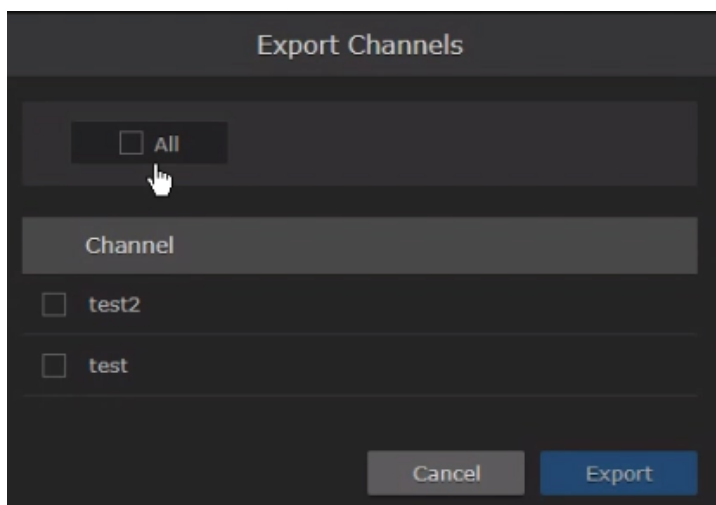 Export Channels
All
Channel
test2
test
Cancel Export